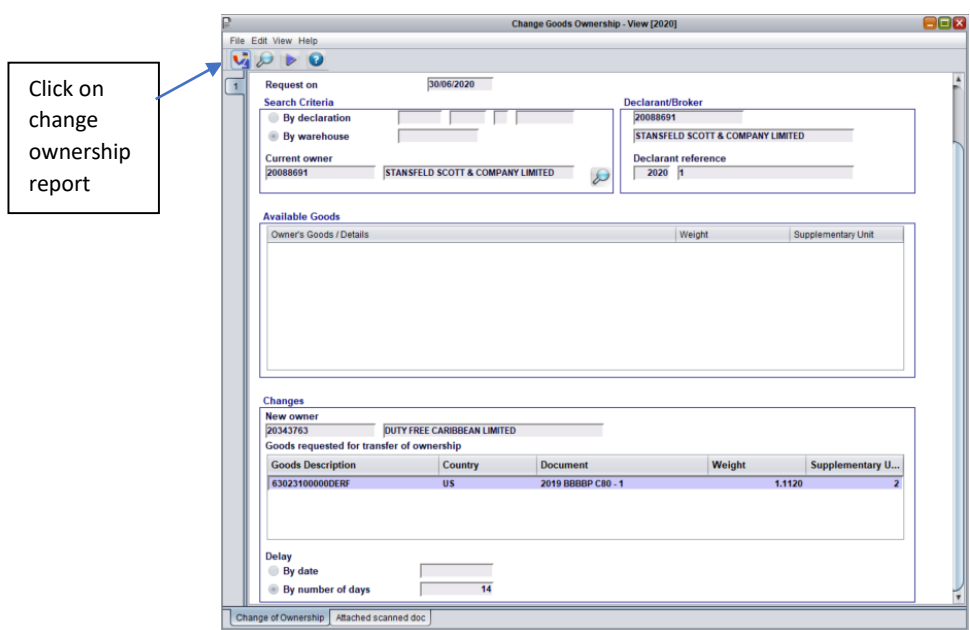 Click on
change
ownership
report
Change Goods Ownership - View [2020]
File Edit View Help
1
Request on 30/06/2020
Search Criteria
By declaration
By warehouse
Current owner
20088691 STANSFELD SCOTT & COMPANY LIMITED
Declarant/Broker
20088691
STANSFELD SCOTT & COMPANY LIMITED
Declarant reference
2020 1
Available Goods
Owner's Goods / Details Weight Supplementary Unit
Changes
New owner
20343763 DUTY FREE CARIBBEAN LIMITED
Goods requested for transfer of ownership
Goods Description Country Document Weight Supplementary U...
63023100000DERF US 2019 BBBBP C80 - 1 1.1120 2
Delay
By date
By number of days 14
Change of Ownership Attached scanned doc